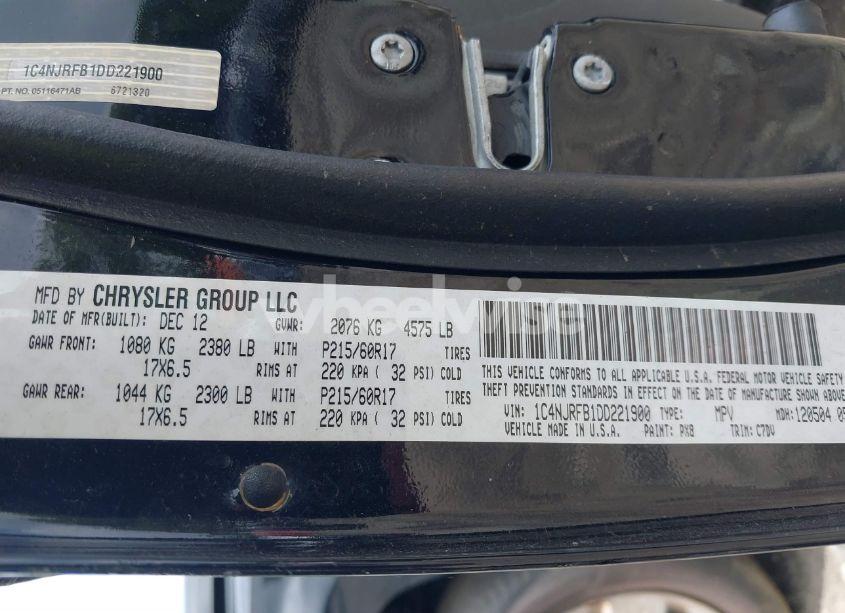 1C4NJRFB1DD221900
PT. NO. 05116471AB 6721320
wheelwise
MFD BY CHRYSLER GROUP LLC
DATE OF MFR(BUILT): DEC 12 GVWR: 2076 KG 4575 LB
GAWR FRONT: 1080 KG 2380 LB WITH P215/60R17 TIRES
17X6.5 RIMS AT 220 KPA ( 32 PSI) COLD
GAWR REAR: 1044 KG 2300 LB WITH P215/60R17 TIRES
17X6.5 RIMS AT 220 KPA ( 32 PSI) COLD
THIS VEHICLE CONFORMS TO ALL APPLICABLE U.S.A. FEDERAL MOTOR VEHICLE SAFETY
THEFT PREVENTION STANDARDS IN EFFECT ON THE DATE OF MANUFACTURE SHOWN ABOVE
VIN: 1C4NJRFB1DD221900 TYPE: MPV MDH: 120504
VEHICLE MADE IN U.S.A. PAINT: PX8 TRIM: C7DV